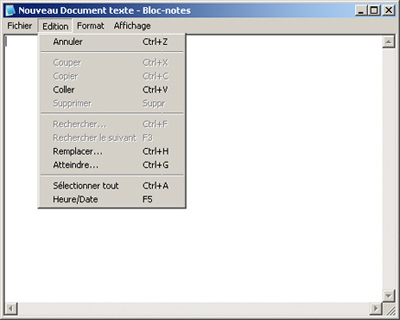 Nouveau Document texte - Bloc-notes
Fichier Edition Format Affichage
Annuler Ctrl+Z
Couper Ctrl+X
Copier Ctrl+C
Coller Ctrl+V
Supprimer Suppr
Rechercher... Ctrl+F
Rechercher le suivant F3
Remplacer... Ctrl+H
Atteindre... Ctrl+G
Sélectionner tout Ctrl+A
Heure/Date F5